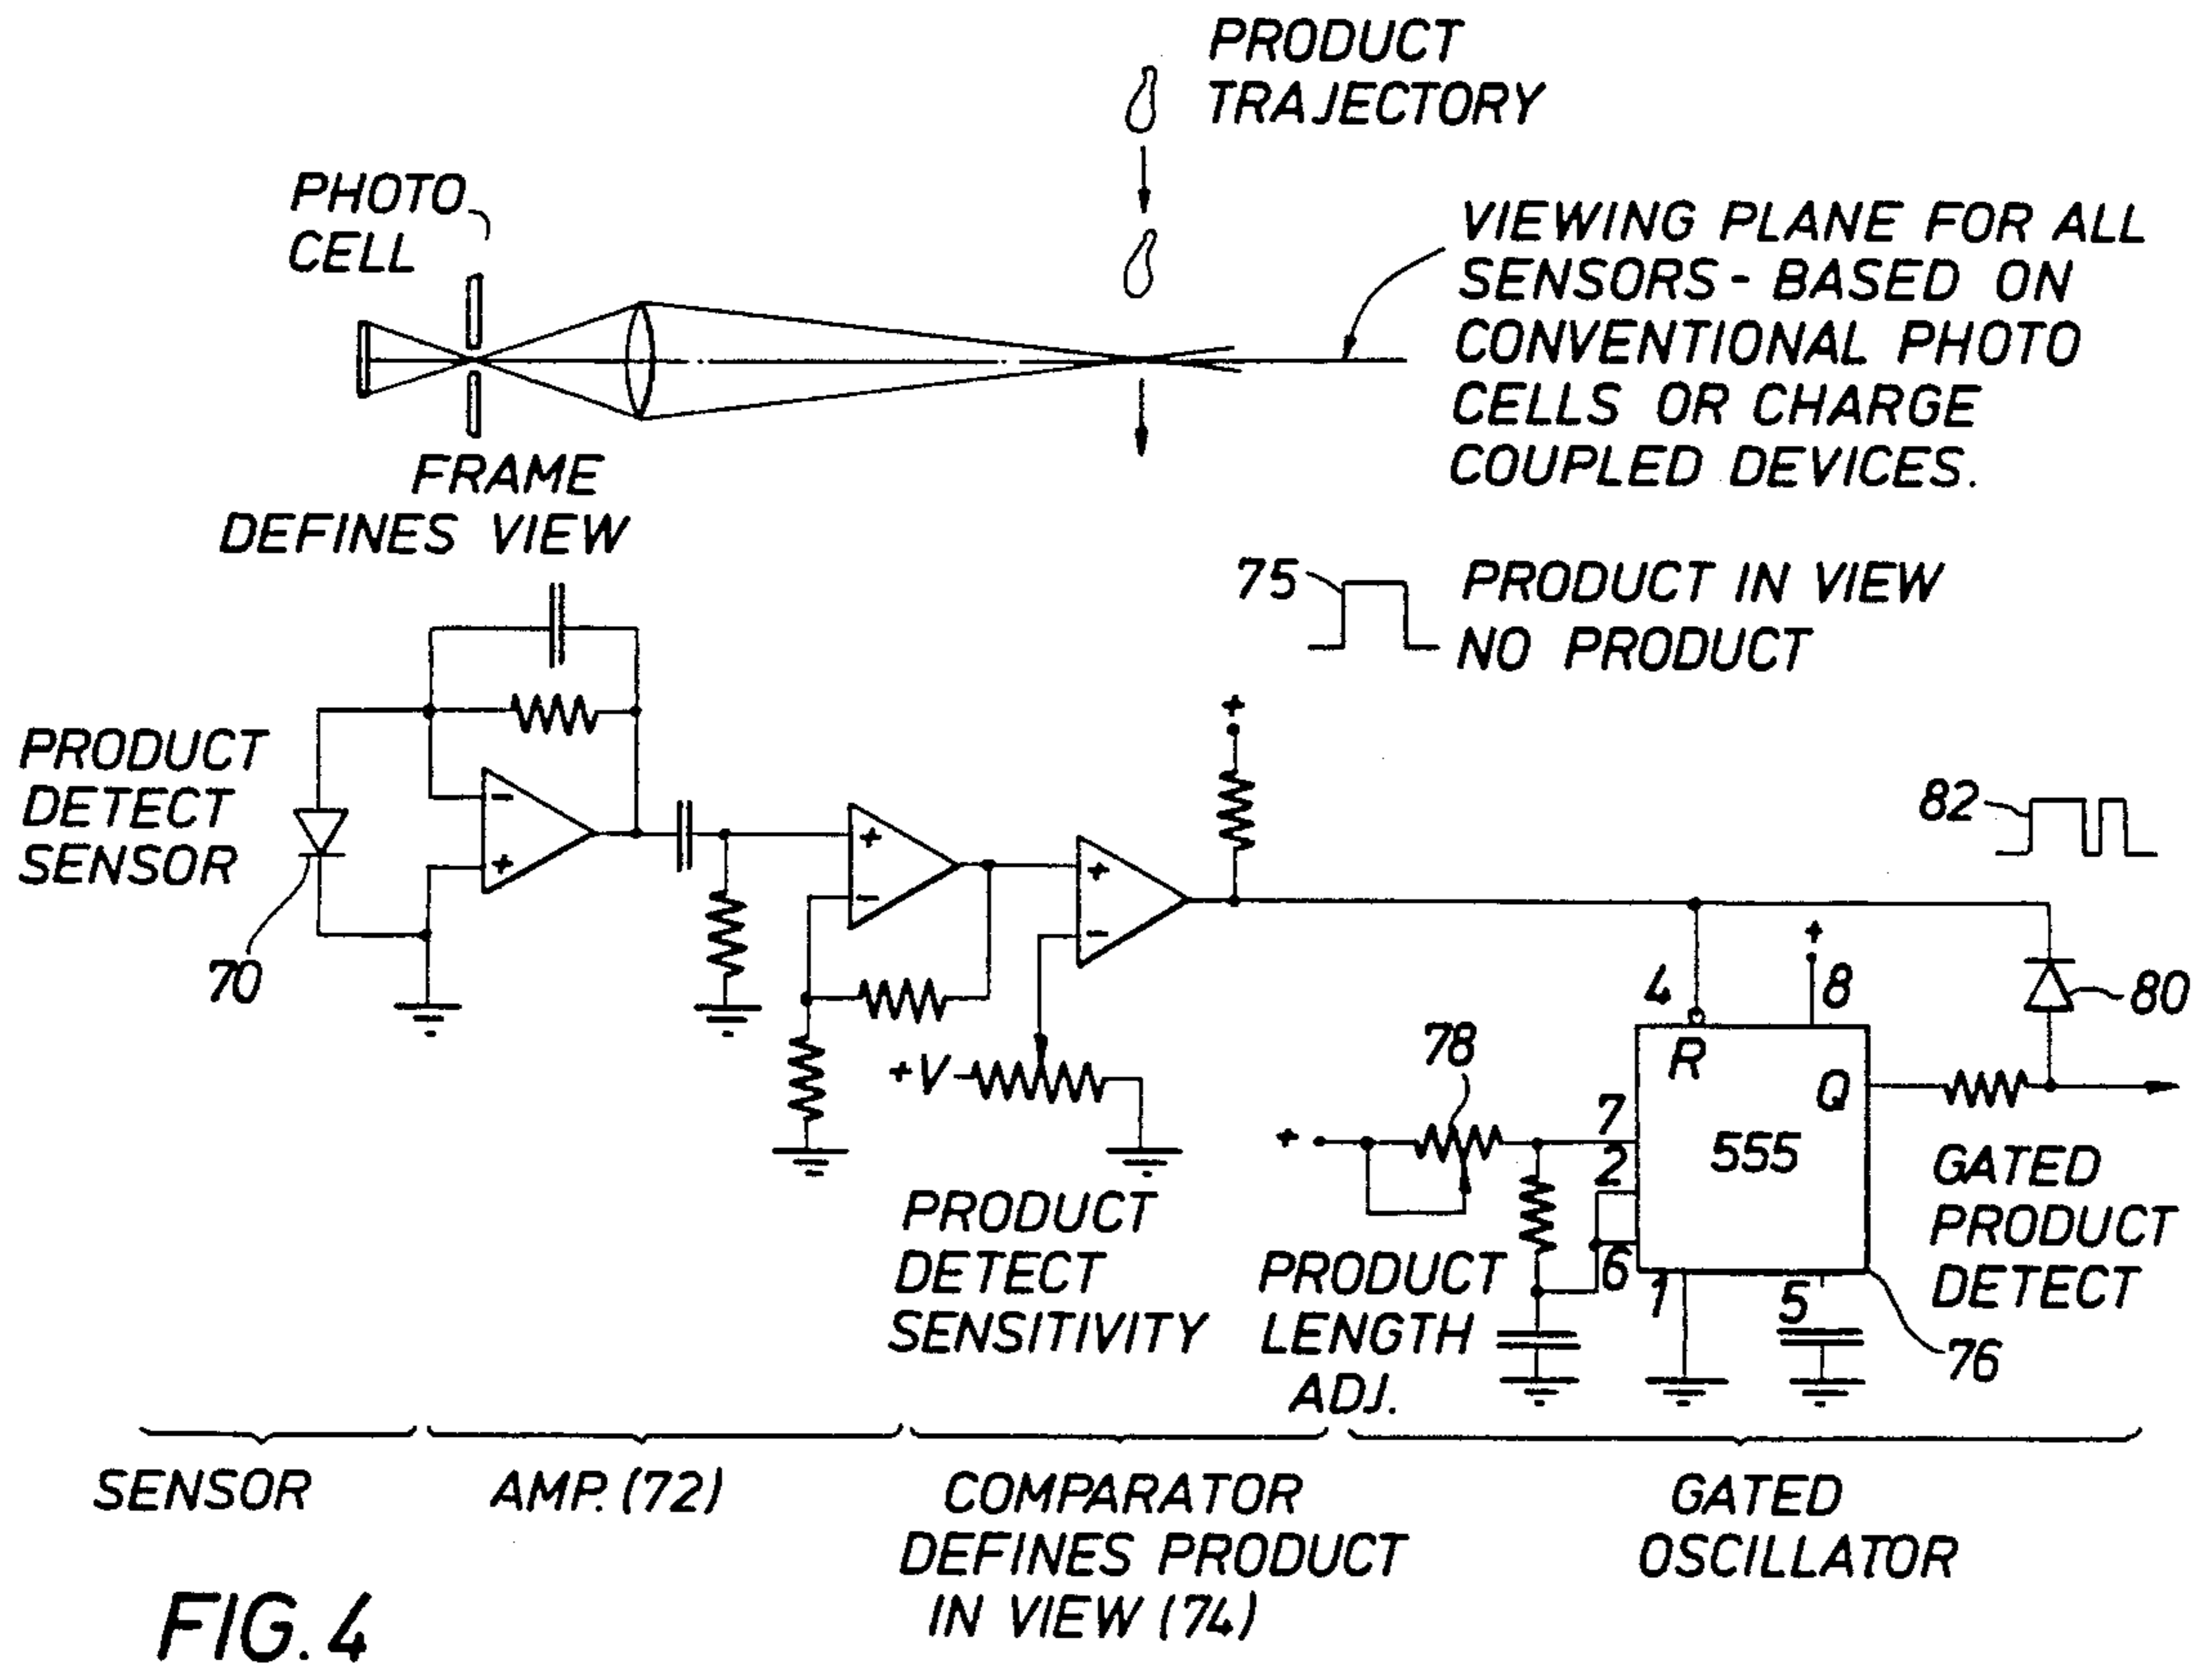 PRODUCT
TRAJECTORY
PHOTO
CELL
VIEWING PLANE FOR ALL
SENSORS - BASED ON
CONVENTIONAL PHOTO
CELLS OR CHARGE
COUPLED DEVICES.
FRAME
DEFINES VIEW
75
PRODUCT IN VIEW
NO PRODUCT
PRODUCT
DETECT
SENSOR
70
-
+
+
-
+
-
+
82
+
4
8
80
78
R
Q
+V
+
7
2
6
555
1
5
76
GATED
PRODUCT
DETECT
PRODUCT
DETECT
SENSITIVITY
PRODUCT
LENGTH
ADJ.
SENSOR
AMP. (72)
COMPARATOR
DEFINES PRODUCT
IN VIEW (74)
GATED
OSCILLATOR
FIG. 4